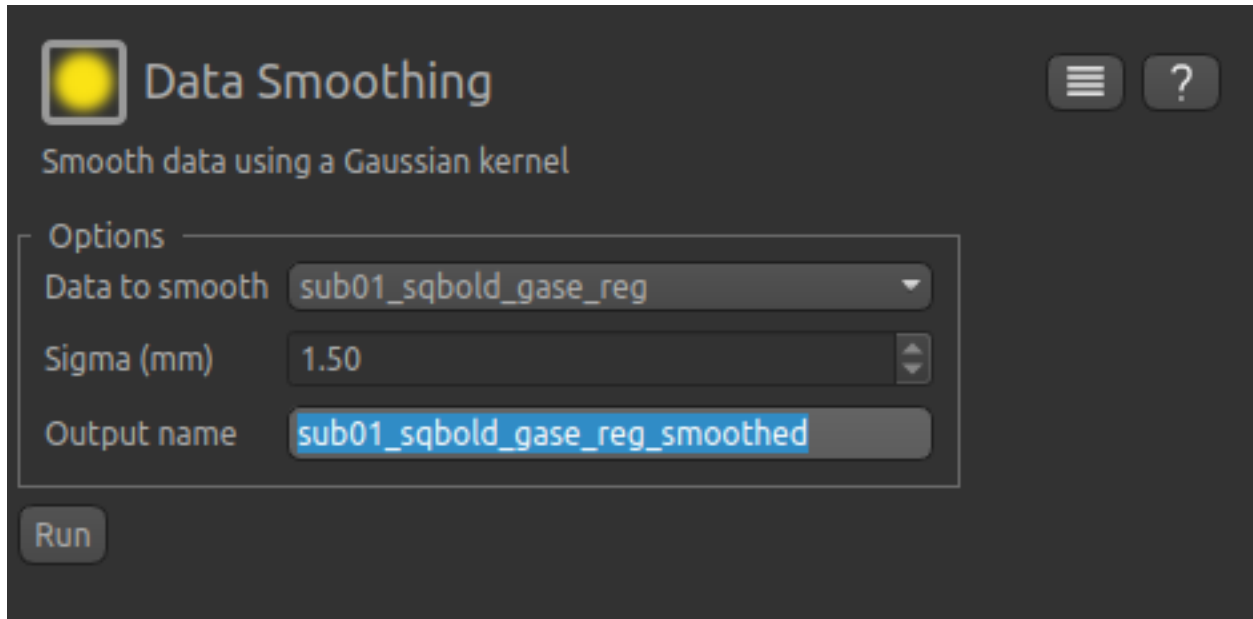 Data Smoothing
?
Smooth data using a Gaussian kernel
Options
Data to smooth sub01_sqbold_gase_reg
Sigma (mm) 1.50
Output name sub01_sqbold_gase_reg_smoothed
Run